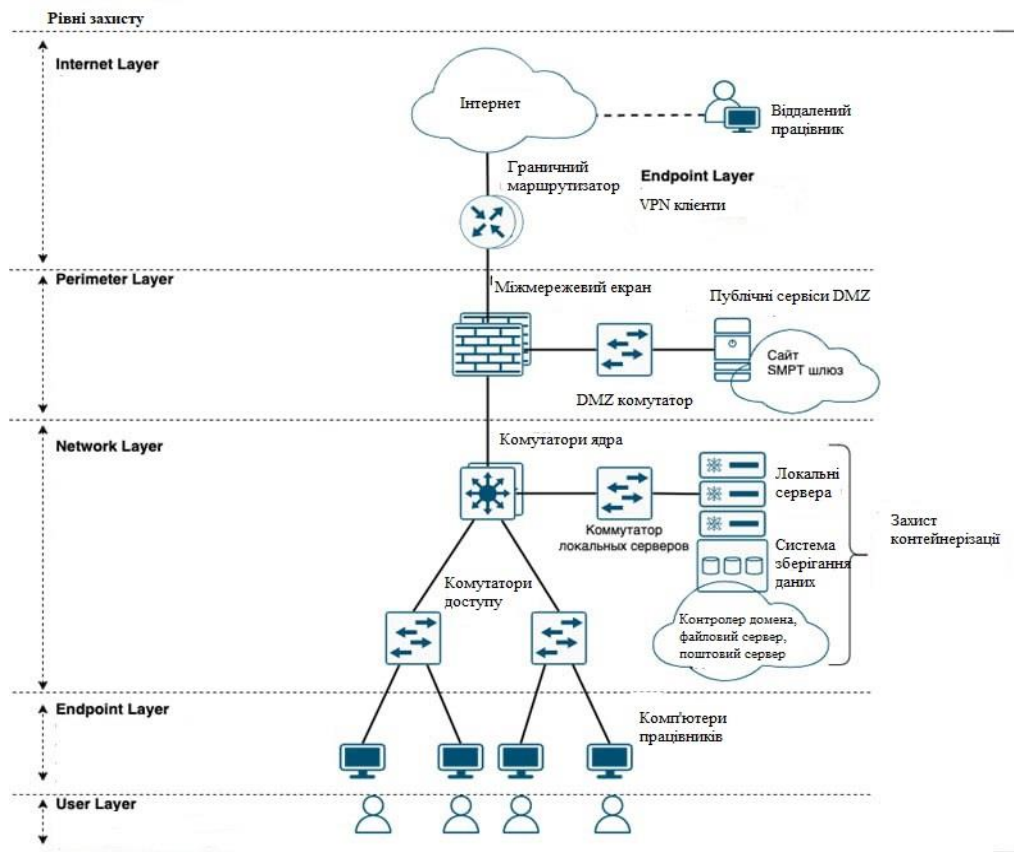 Рівні захисту
Internet Layer
Інтернет
Віддалений
працівник
Граничний
маршрутизатор
Endpoint Layer
VPN клієнти
Perimeter Layer
Міжмережевий екран
Публічні сервіси DMZ
Сайт
SMPT шлюз
DMZ комутатор
Network Layer
Комутатори ядра
Локальні
сервера
Коммутатор
локальных серверов
Захист
контейнерізації
Система
зберігання
даних
Комутатори
доступу
Контролер домена,
файловий сервер,
поштовий сервер
Endpoint Layer
Комп'ютери
працівників
User Layer